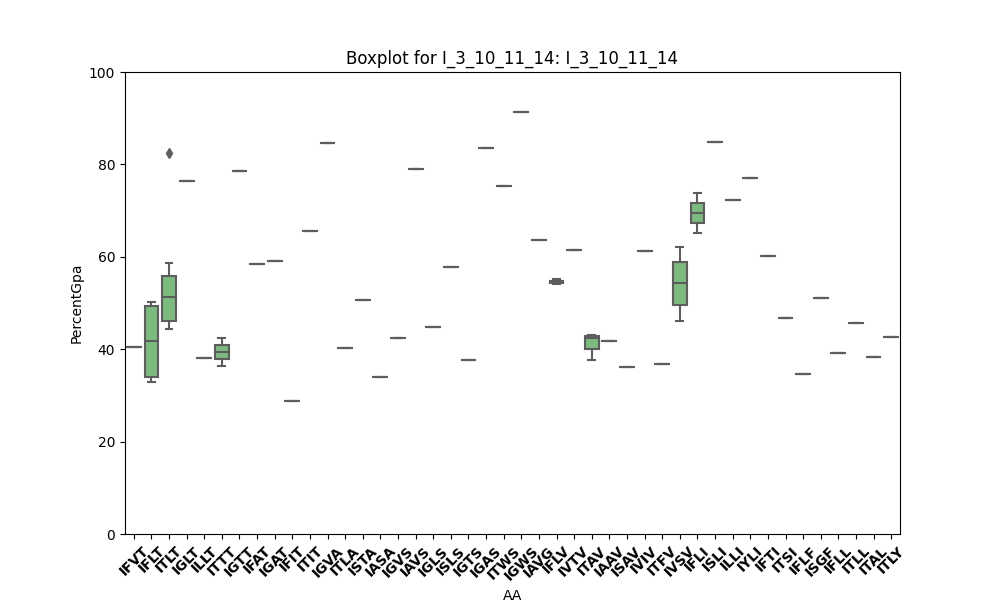 Boxplot for I_3_10_11_14: I_3_10_11_14
PercentGpa
100
80
60
40
20
0
IFVT IFLT ITLT IGLT ILLT ITTT IGTT IFAT IGAT IFIT ITIT IGVA ITLA ISTA IASA IGVS IAVS IGLS ISLS IGTS IGAS ITWS IGWS IAVG IFLV IVTV ITAV IAAV ISAV IVIV ITFV IVSV IFLI ISLI ILLI IYLI IFTI ITSI IFLF ISGF IFLL ITLL ITAL ITLY
AA